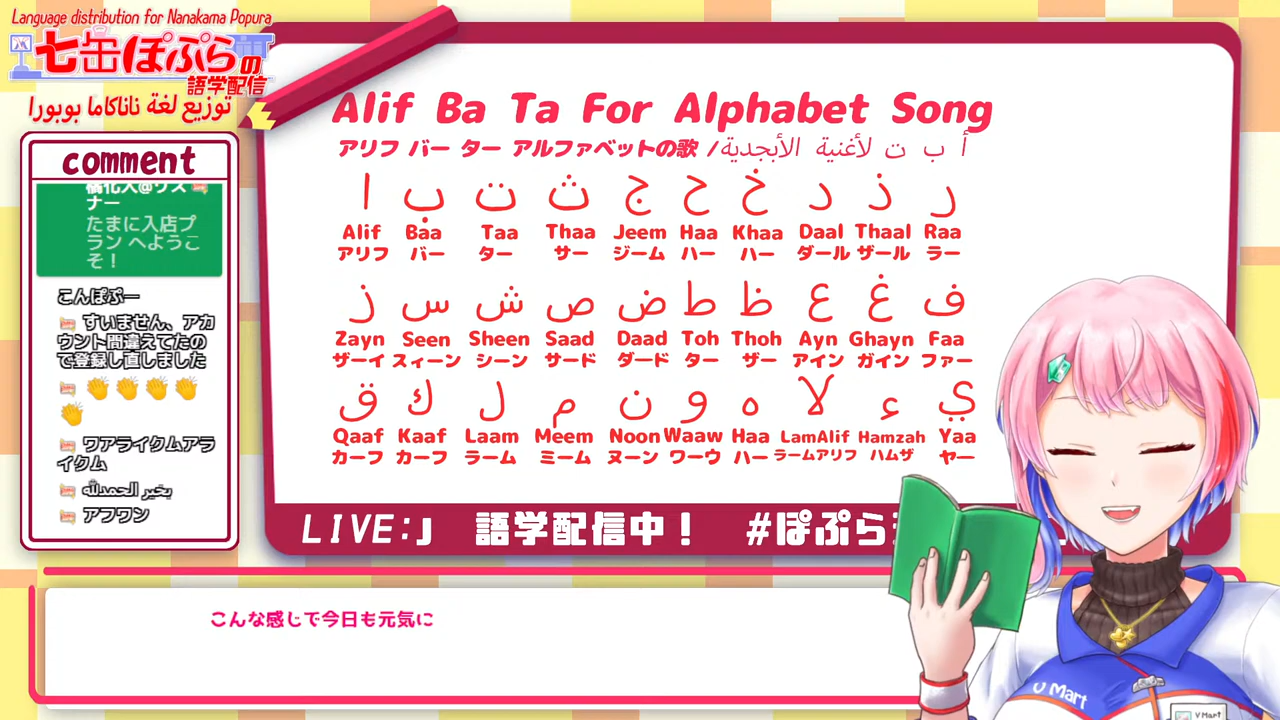 Language distribution for Nanakama Popura
七缶ぽぷらの
語学配信
توزيع لغة ناناكاما بوبورا
comment
橘花人@リス
ナー
たまに入店プ
ラン へようこ
そ！
こんぽぷー
すいません、アカ
ウント間違えてたの
で登録し直しました
👏👏👏👏
👏
ワアライクムアラ
イクム
بخير الحمدلله
アフワン
Alif Ba Ta For Alphabet Song
アリフ バー ター アルファベットの歌 /أ ب ت لأغنية الأبجدية
ا ب ت ث ج ح خ د ذ ر
Alif Baa Taa Thaa Jeem Haa Khaa Daal Thaal Raa
アリフ バー ター サー ジーム ハー ハー ダール ザール ラー
ز س ش ص ض ط ظ ع غ ف
Zayn Seen Sheen Saad Daad Toh Thoh Ayn Ghayn Faa
ザーイ スィーン シーン サード ダード ター ザー アイン ガイン ファー
ق ك ل م ن و ه لا ء ي
Qaaf Kaaf Laam Meem Noon Waaw Haa LamAlif Hamzah Yaa
カーフ カーフ ラーム ミーム ヌーン ワーウ ハー ラームアリフ ハムザ ヤー
LIVE:J 語学配信中！ #ぽぷら
こんな感じで今日も元気に
V Mart
V Mart